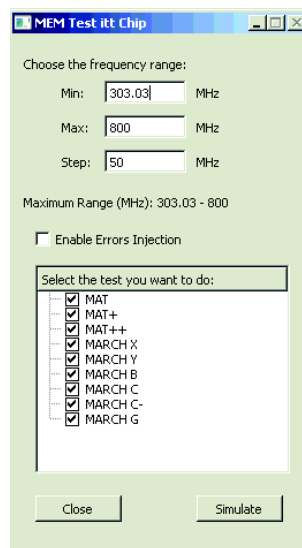 MEM Test itt Chip
Choose the frequency range:
Min: 303.03 MHz
Max: 800 MHz
Step: 50 MHz
Maximum Range (MHz): 303.03 - 800
Enable Errors Injection
Select the test you want to do:
MAT
MAT+
MAT++
MARCH X
MARCH Y
MARCH B
MARCH C
MARCH C-
MARCH G
Close Simulate